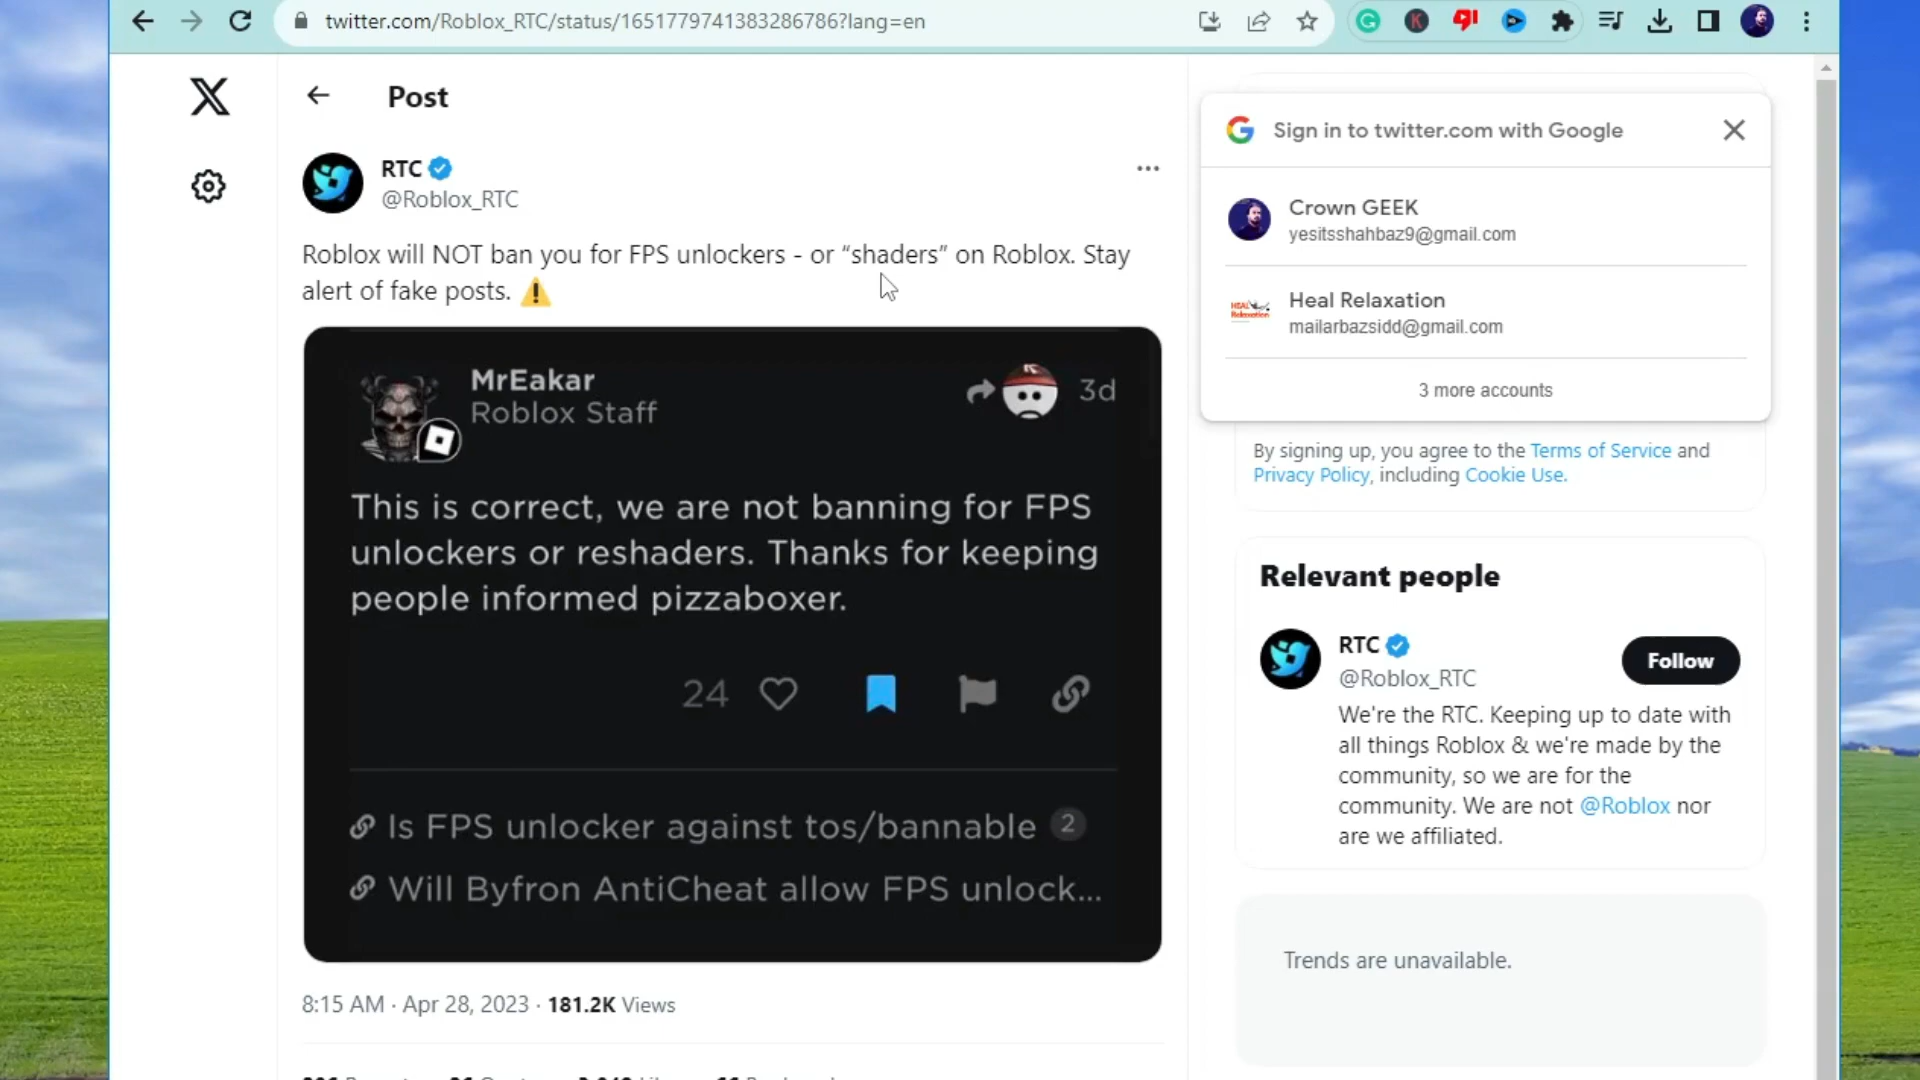 twitter.com/Roblox_RTC/status/1651779741383286786?lang=en
Post
RTC
@Roblox_RTC
Roblox will NOT ban you for FPS unlockers - or “shaders” on Roblox. Stay
alert of fake posts. ⚠️
MrEakar
Roblox Staff
3d
This is correct, we are not banning for FPS
unlockers or reshaders. Thanks for keeping
people informed pizzaboxer.
24
Is FPS unlocker against tos/bannable 2
Will Byfron AntiCheat allow FPS unlock...
8:15 AM · Apr 28, 2023 · 181.2K Views
Sign in to twitter.com with Google
Crown GEEK
yesitsshahbaz9@gmail.com
HEAL
Relaxation
Heal Relaxation
mailarbazsidd@gmail.com
3 more accounts
By signing up, you agree to the Terms of Service and
Privacy Policy, including Cookie Use.
Relevant people
RTC
@Roblox_RTC
Follow
We're the RTC. Keeping up to date with
all things Roblox & we're made by the
community, so we are for the
community. We are not @Roblox nor
are we affiliated.
Trends are unavailable.